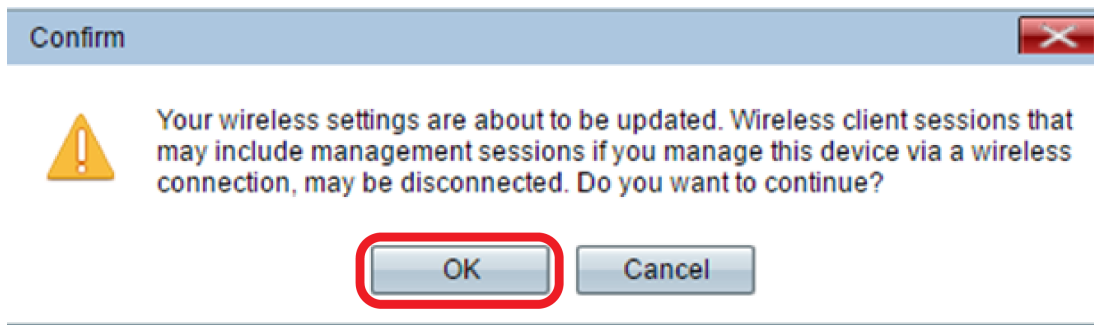 Confirm
Your wireless settings are about to be updated. Wireless client sessions that
may include management sessions if you manage this device via a wireless
connection, may be disconnected. Do you want to continue?
OK
Cancel